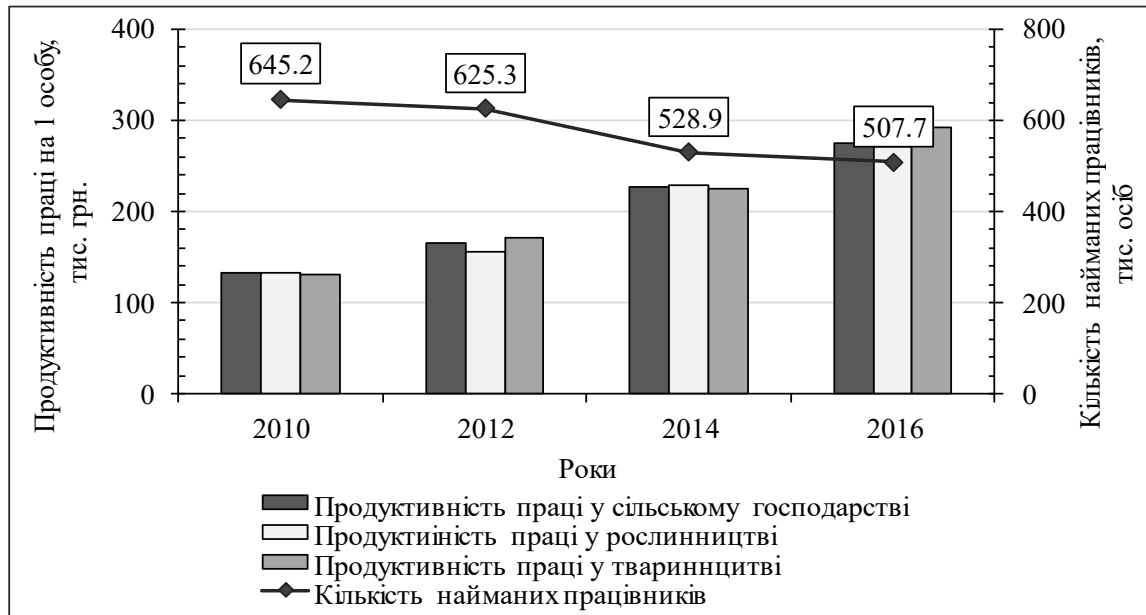 Продуктивність праці на 1 особу,
тис. грн.
400
300
200
100
0
645.2
625.3
528.9
507.7
800
600
400
200
0
Кількість найманих працівників,
тис. осіб
2010 2012 2014 2016
Роки
Продуктивність праці у сільському господарстві
Продуктиіність праці у рослинництві
Продуктивність праці у твариннцитві
Кількість найманих працівників